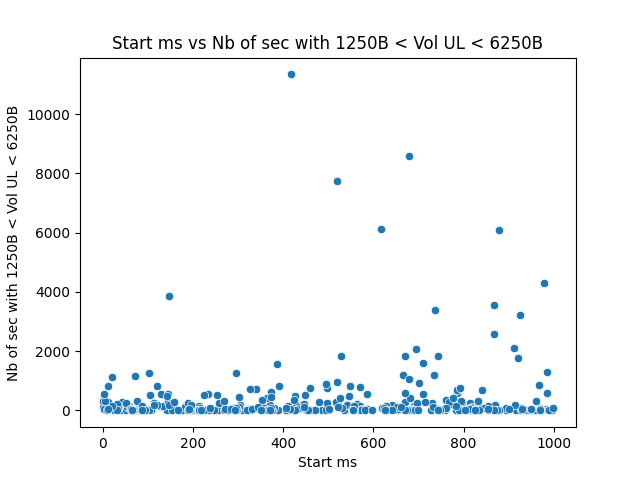 Start ms vs Nb of sec with 1250B < Vol UL < 6250B
Nb of sec with 1250B < Vol UL < 6250B
10000
8000
6000
4000
2000
0
0 200 400 600 800 1000
Start ms